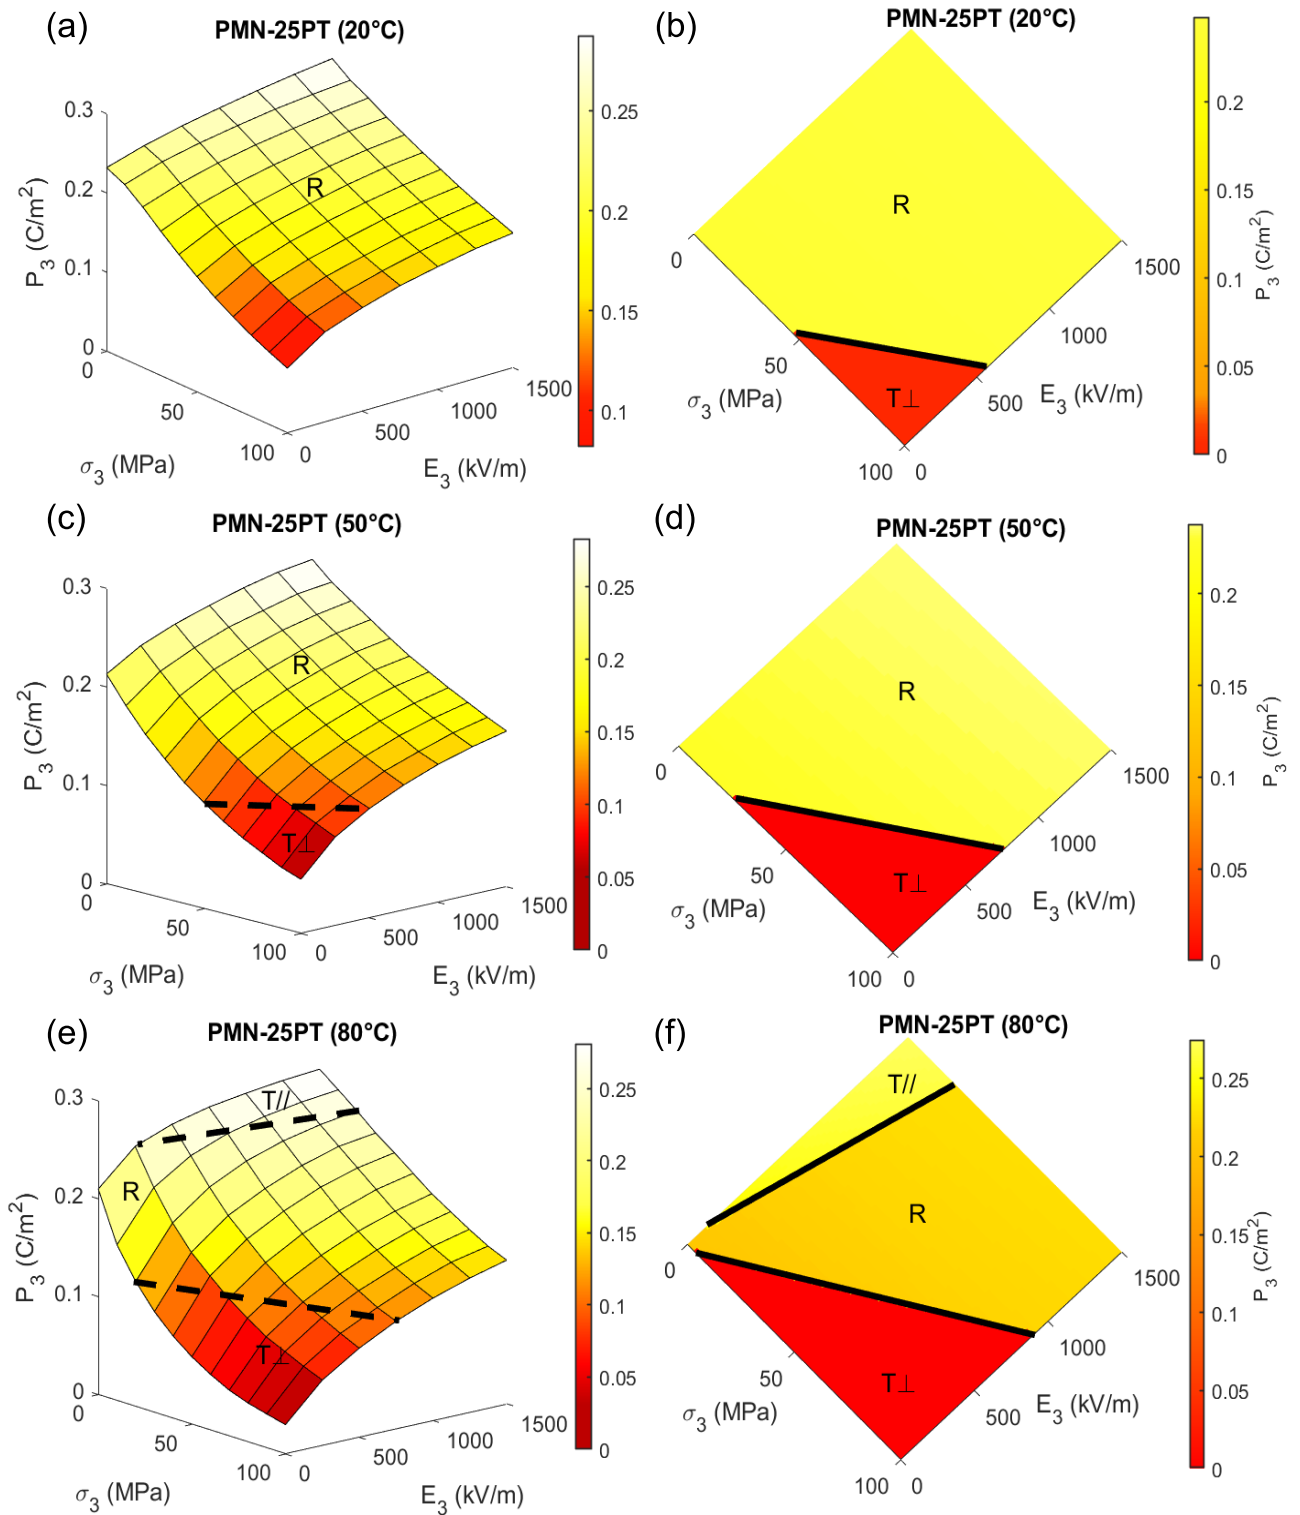 (a)
PMN-25PT (20°C)
0.3
0.2
0.1
0
P3 (C/m2)
R
0
50
100
σ3 (MPa)
0
500
1000
1500
E3 (kV/m)
0.25
0.2
0.15
0.1
(b)
PMN-25PT (20°C)
R
T⊥
0
50
100
σ3 (MPa)
0
500
1000
1500
E3 (kV/m)
0.2
0.15
0.1
0.05
0
P3 (C/m2)
(c)
PMN-25PT (50°C)
0.3
0.2
0.1
0
P3 (C/m2)
R
T⊥
0
50
100
σ3 (MPa)
0
500
1000
1500
E3 (kV/m)
0.25
0.2
0.15
0.1
0.05
0
(d)
PMN-25PT (50°C)
R
T⊥
0
50
100
σ3 (MPa)
0
500
1000
1500
E3 (kV/m)
0.2
0.15
0.1
0.05
0
P3 (C/m2)
(e)
PMN-25PT (80°C)
0.3
0.2
0.1
0
P3 (C/m2)
T//
R
T⊥
0
50
100
σ3 (MPa)
0
500
1000
1500
E3 (kV/m)
0.25
0.2
0.15
0.1
0.05
0
(f)
PMN-25PT (80°C)
T//
R
T⊥
0
50
100
σ3 (MPa)
0
500
1000
1500
E3 (kV/m)
0.25
0.2
0.15
0.1
0.05
0
P3 (C/m2)